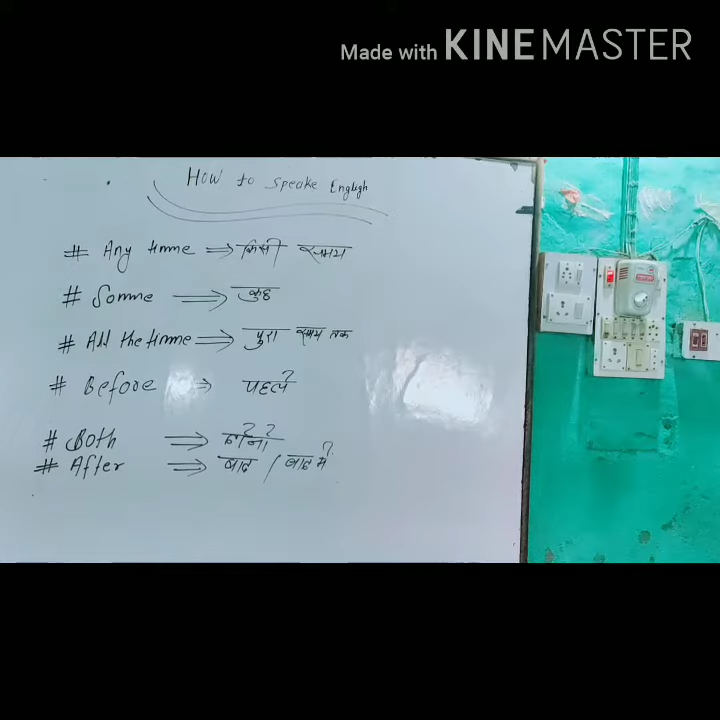 Made with KINEMASTER
How to Speake English
# Any time ⇒ किसी समय
# Some ⇒ कुछ
# All the time ⇒ पुरा समय तक
# Before ⇒ पहले
# Both ⇒ दोनो
# After ⇒ बाद / बाद में